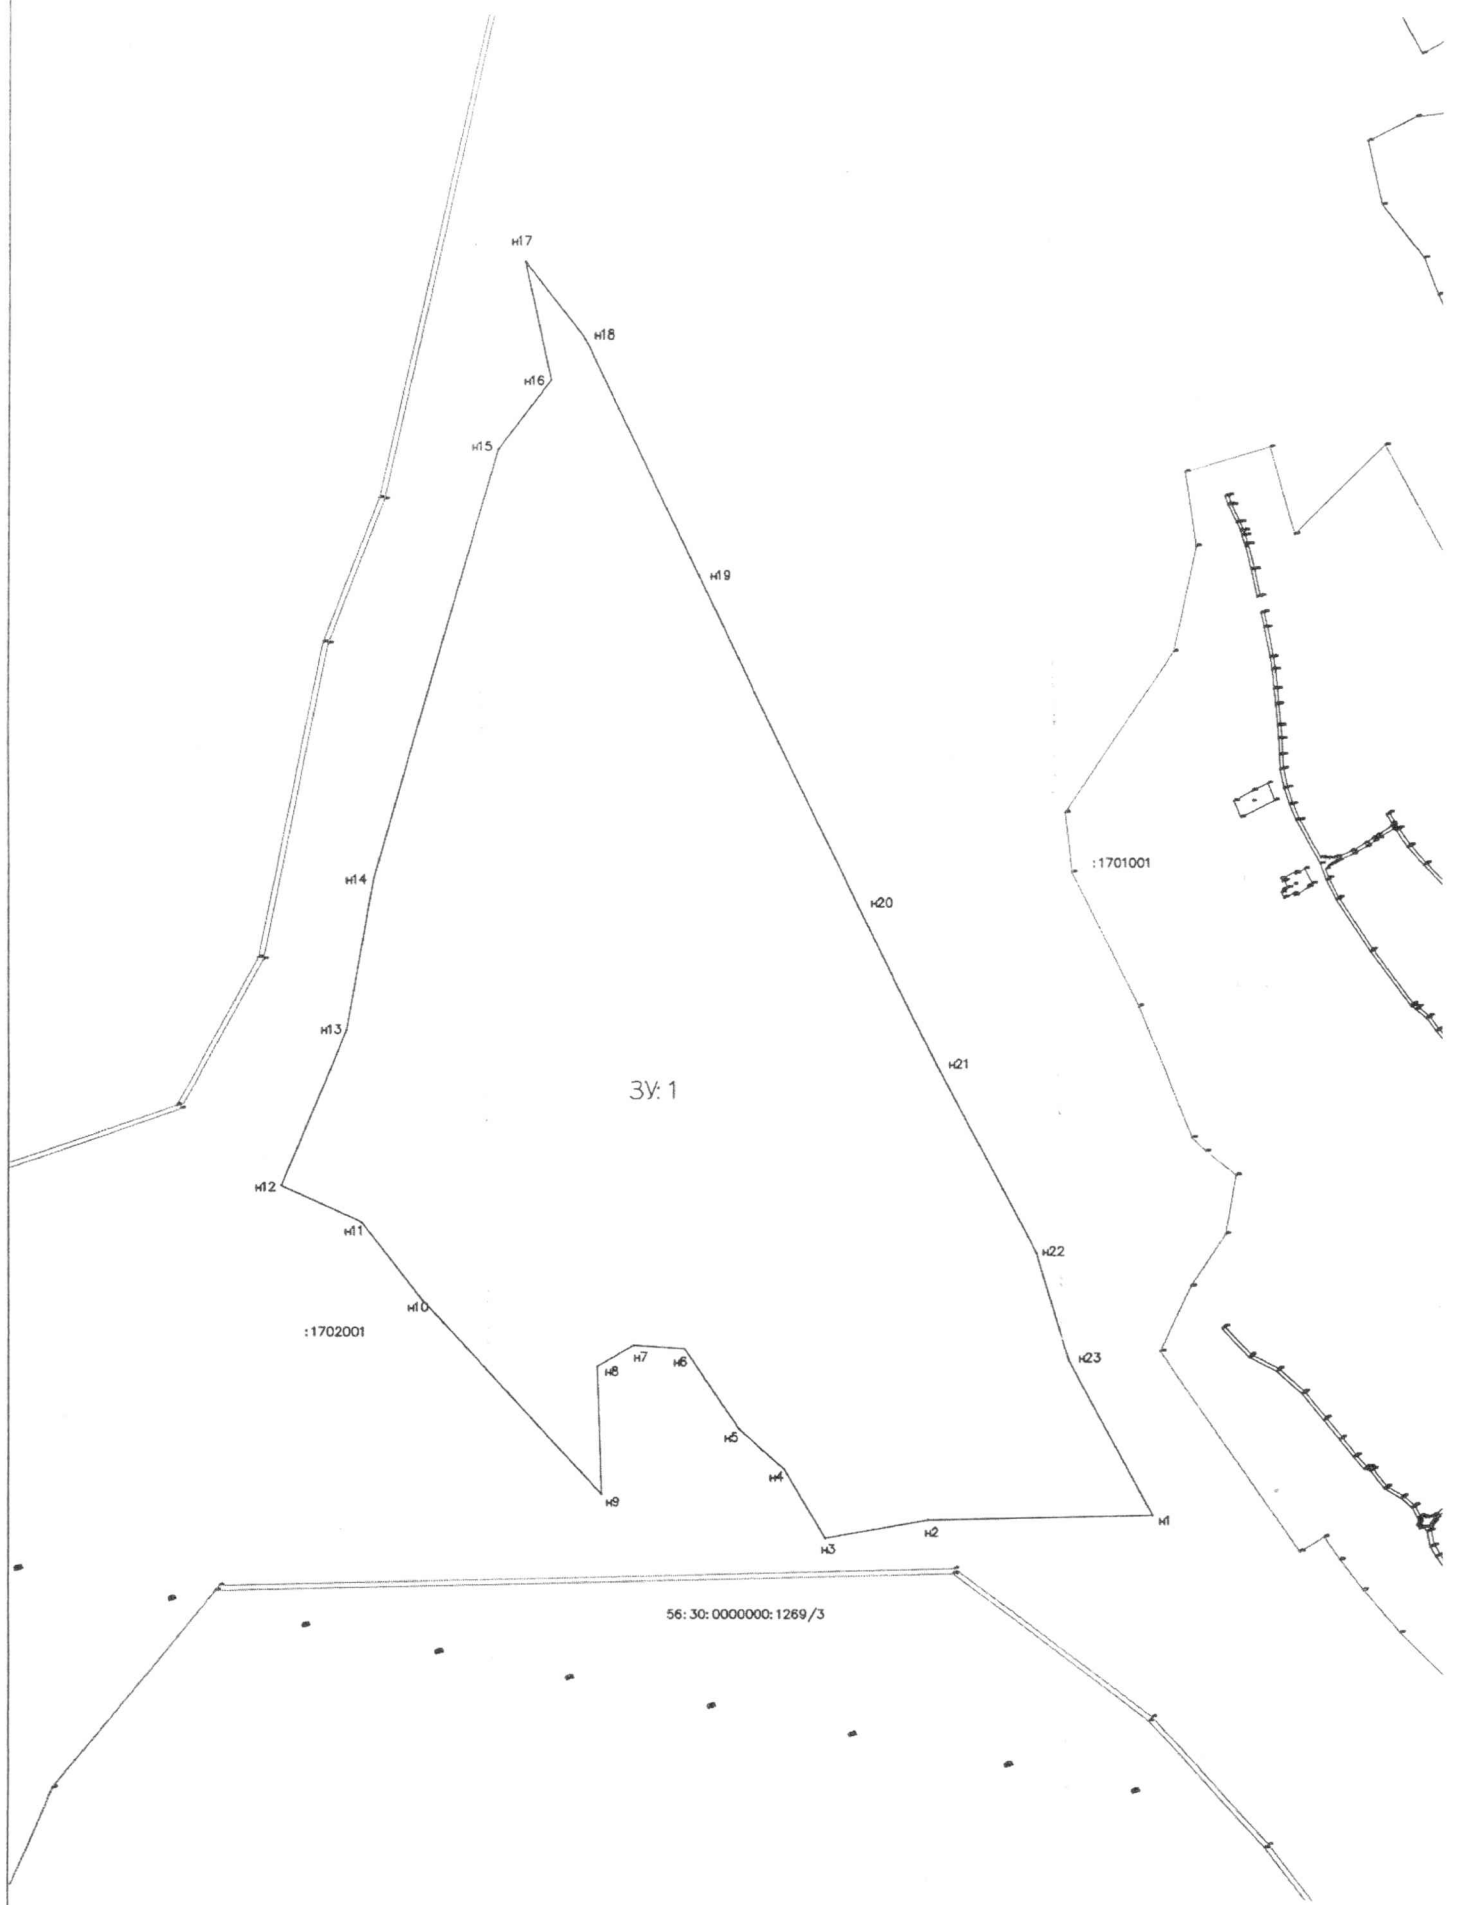 н17
н18
н16
н15
н19
:1701001
н14
н20
н13
н21
ЗУ:1
н12
н11
н22
н10
:1702001
н7
н6
н23
н8
н5
н4
н9
н1
н2
н3
56:30:0000000:1269/3